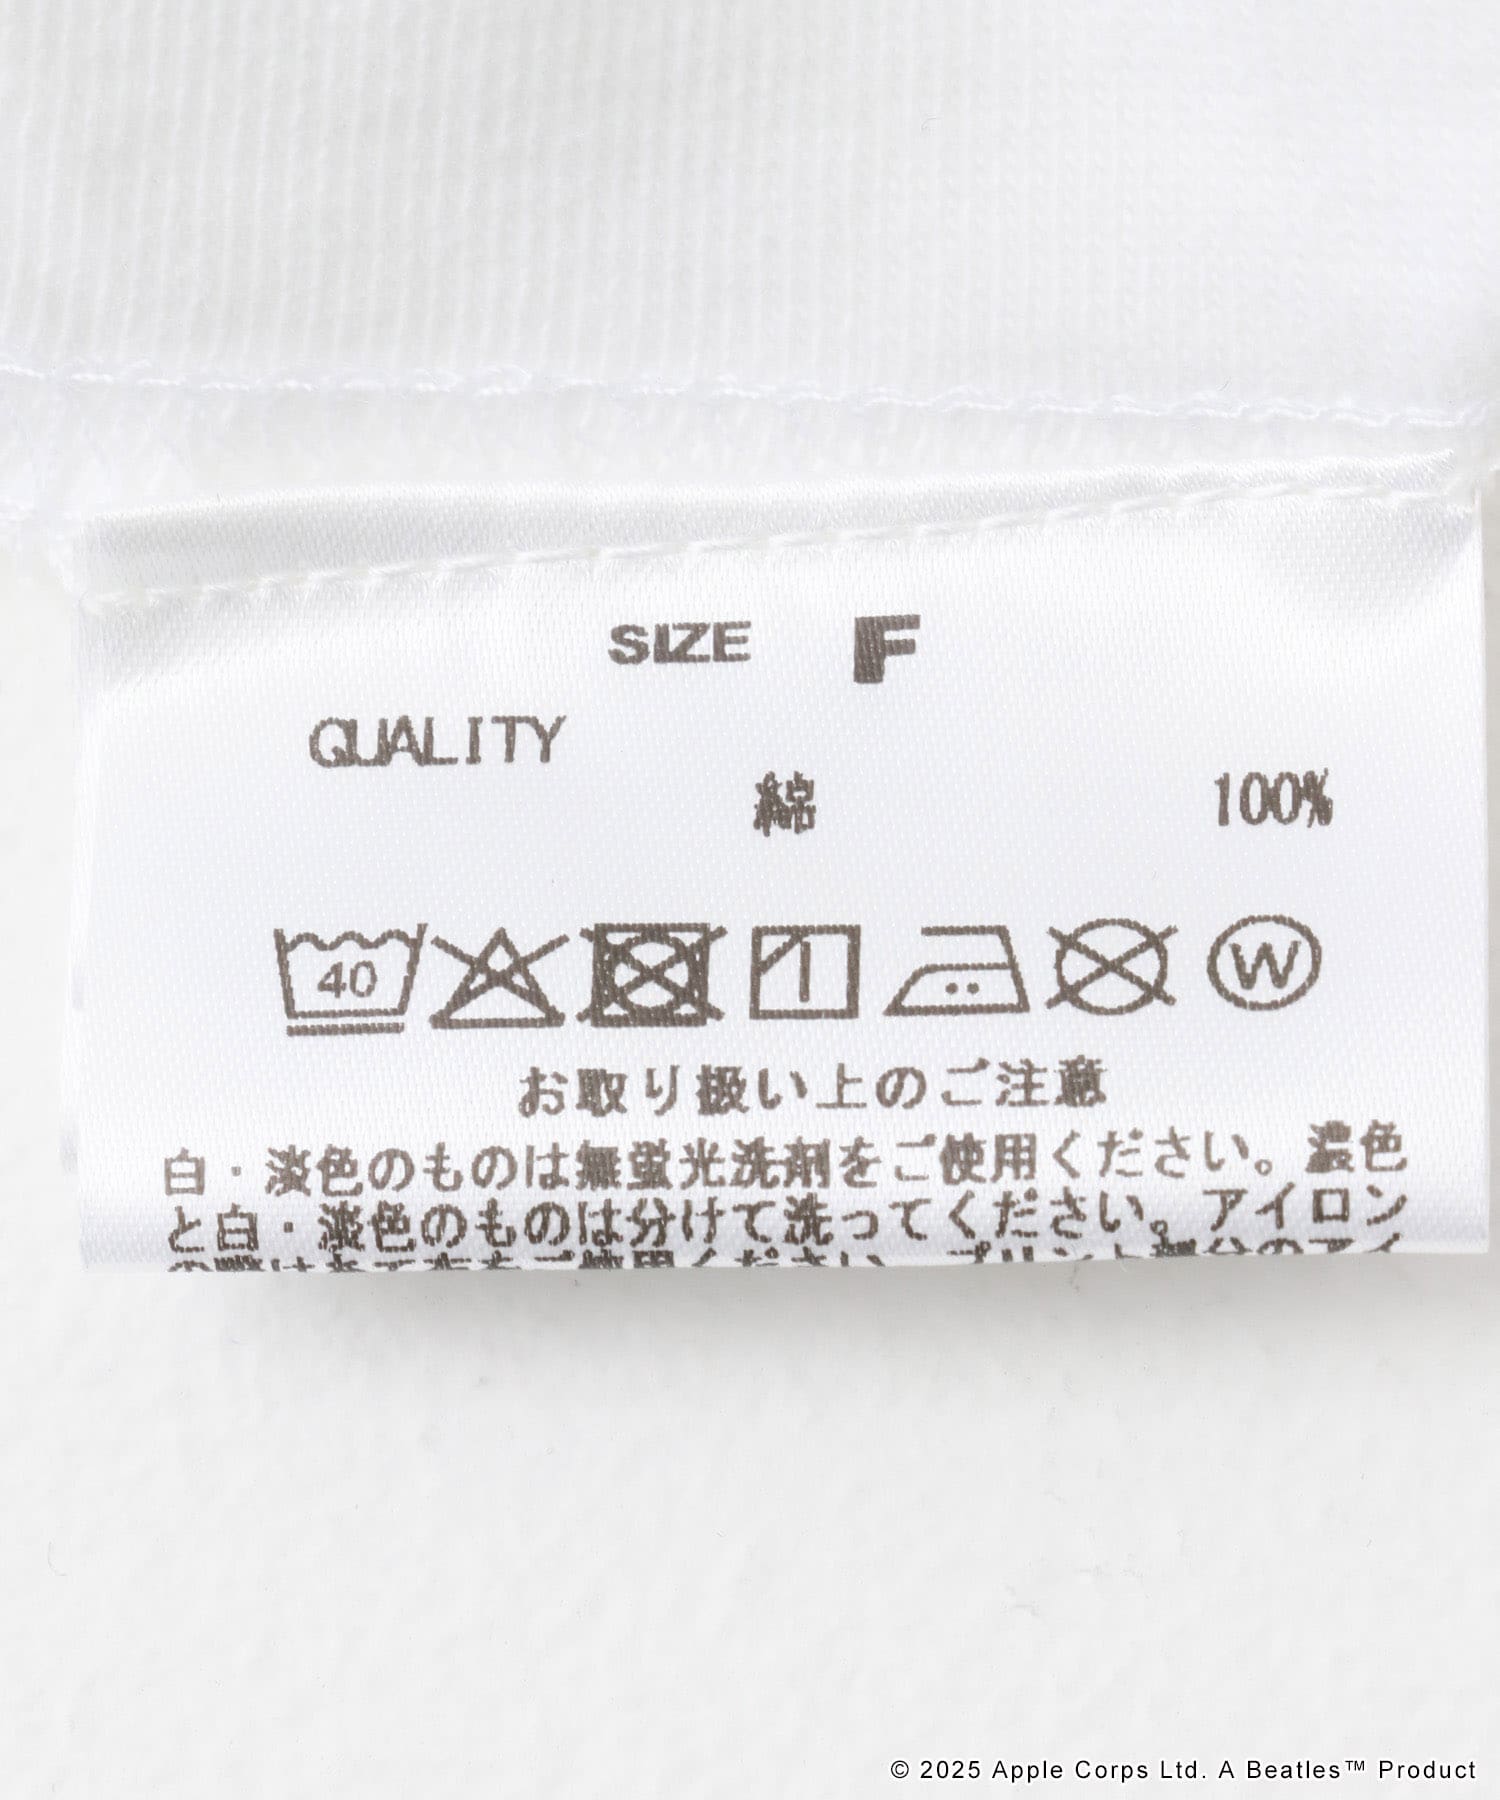 SIZE F
QUALITY
綿 100%
40 W
お取り扱い上のご注意
白・淡色のものは無蛍光洗剤をご使用ください。濃色
と白・淡色のものは分けて洗ってください。アイロン
© 2025 Apple Corps Ltd. A Beatles™ Product